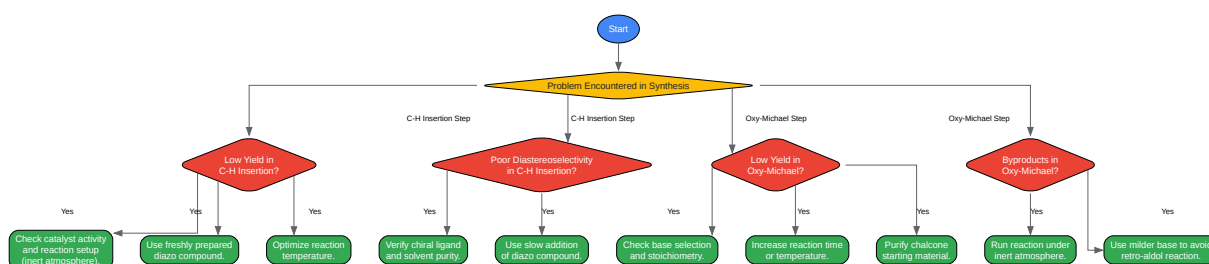 Start
Problem Encountered in Synthesis
C-H Insertion Step
C-H Insertion Step
Oxy-Michael Step
Oxy-Michael Step
Low Yield in
C-H Insertion?
Poor Diastereoselectivity
in C-H Insertion?
Low Yield in
Oxy-Michael?
Byproducts in
Oxy-Michael?
Yes
Yes
Yes
Yes
Yes
Yes
Yes
Yes
Yes
Yes
Check catalyst activity
and reaction setup
(inert atmosphere).
Use freshly prepared
diazo compound.
Optimize reaction
temperature.
Verify chiral ligand
and solvent purity.
Use slow addition
of diazo compound.
Check base selection
and stoichiometry.
Increase reaction time
or temperature.
Purify chalcone
starting material.
Run reaction under
inert atmosphere.
Use milder base to avoid
retro-aldol reaction.